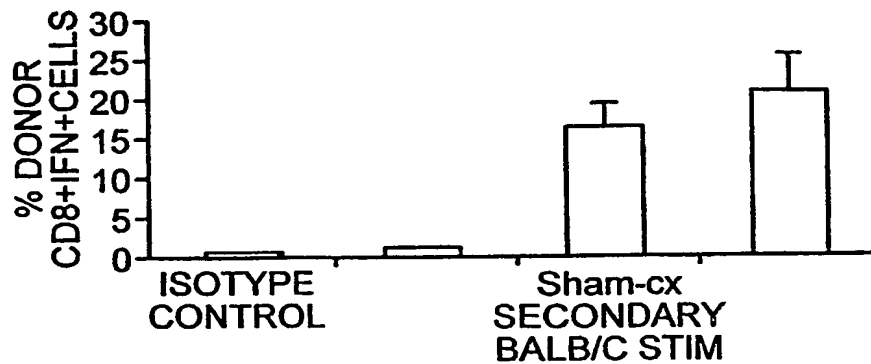 % DONOR
CD8+IFN+CELLS
30
25
20
15
10
5
0
ISOTYPE
CONTROL
Sham-cx
SECONDARY
BALB/C STIM